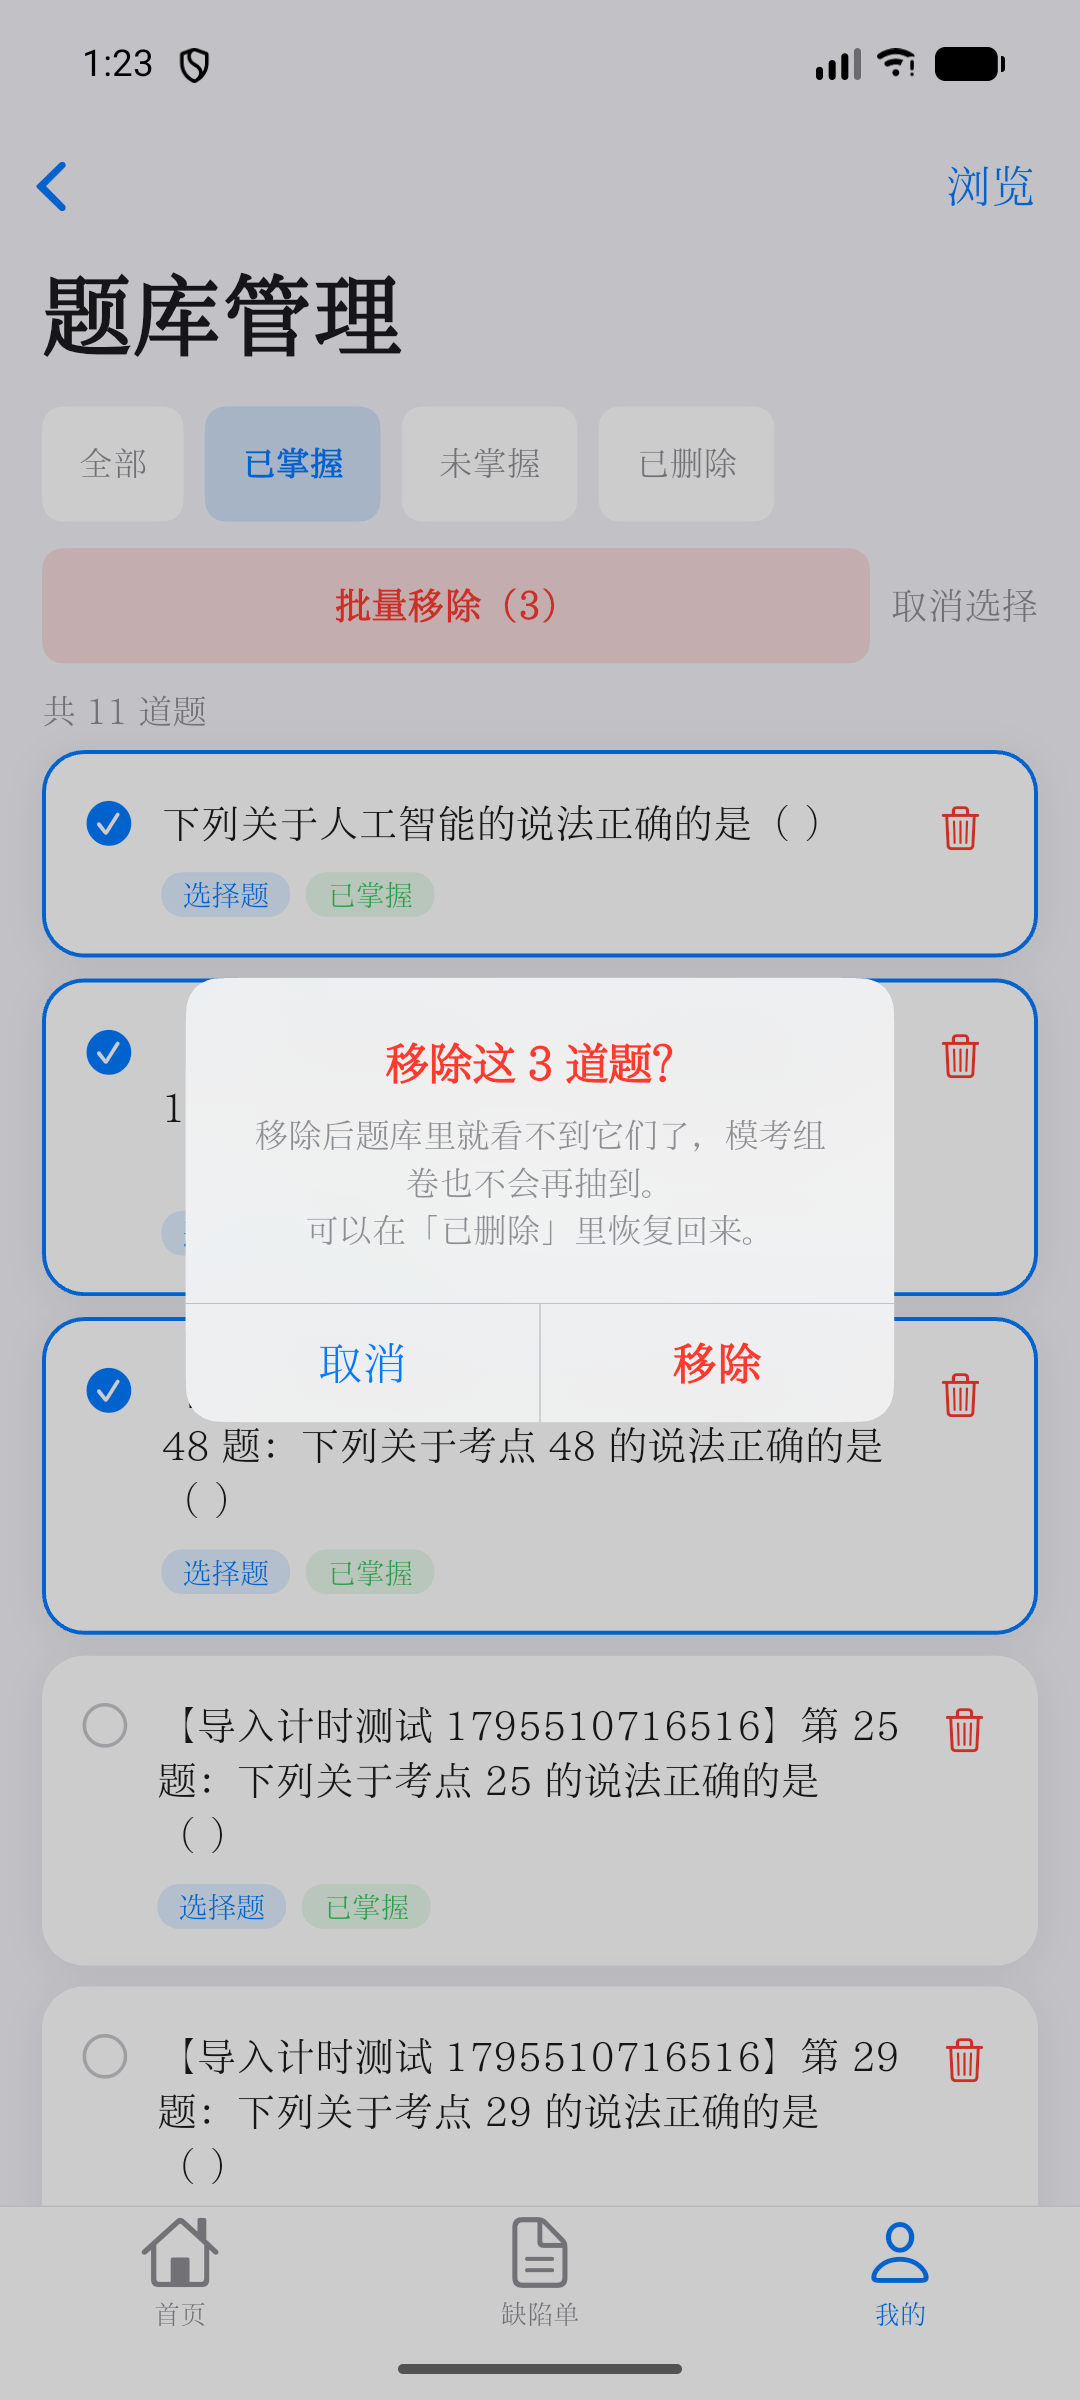 1:23
浏览
题库管理
全部
已掌握
未掌握
已删除
批量移除（3）
取消选择
共 11 道题
下列关于人工智能的说法正确的是（ ）
选择题
已掌握
1
移除这 3 道题？
移除后题库里就看不到它们了，模考组
卷也不会再抽到。
可以在「已删除」里恢复回来。
取消
移除
48 题：下列关于考点 48 的说法正确的是
（ ）
选择题
已掌握
【导入计时测试 1795510716516】第 25
题：下列关于考点 25 的说法正确的是
（ ）
选择题
已掌握
【导入计时测试 1795510716516】第 29
题：下列关于考点 29 的说法正确的是
（ ）
首页
缺陷单
我的